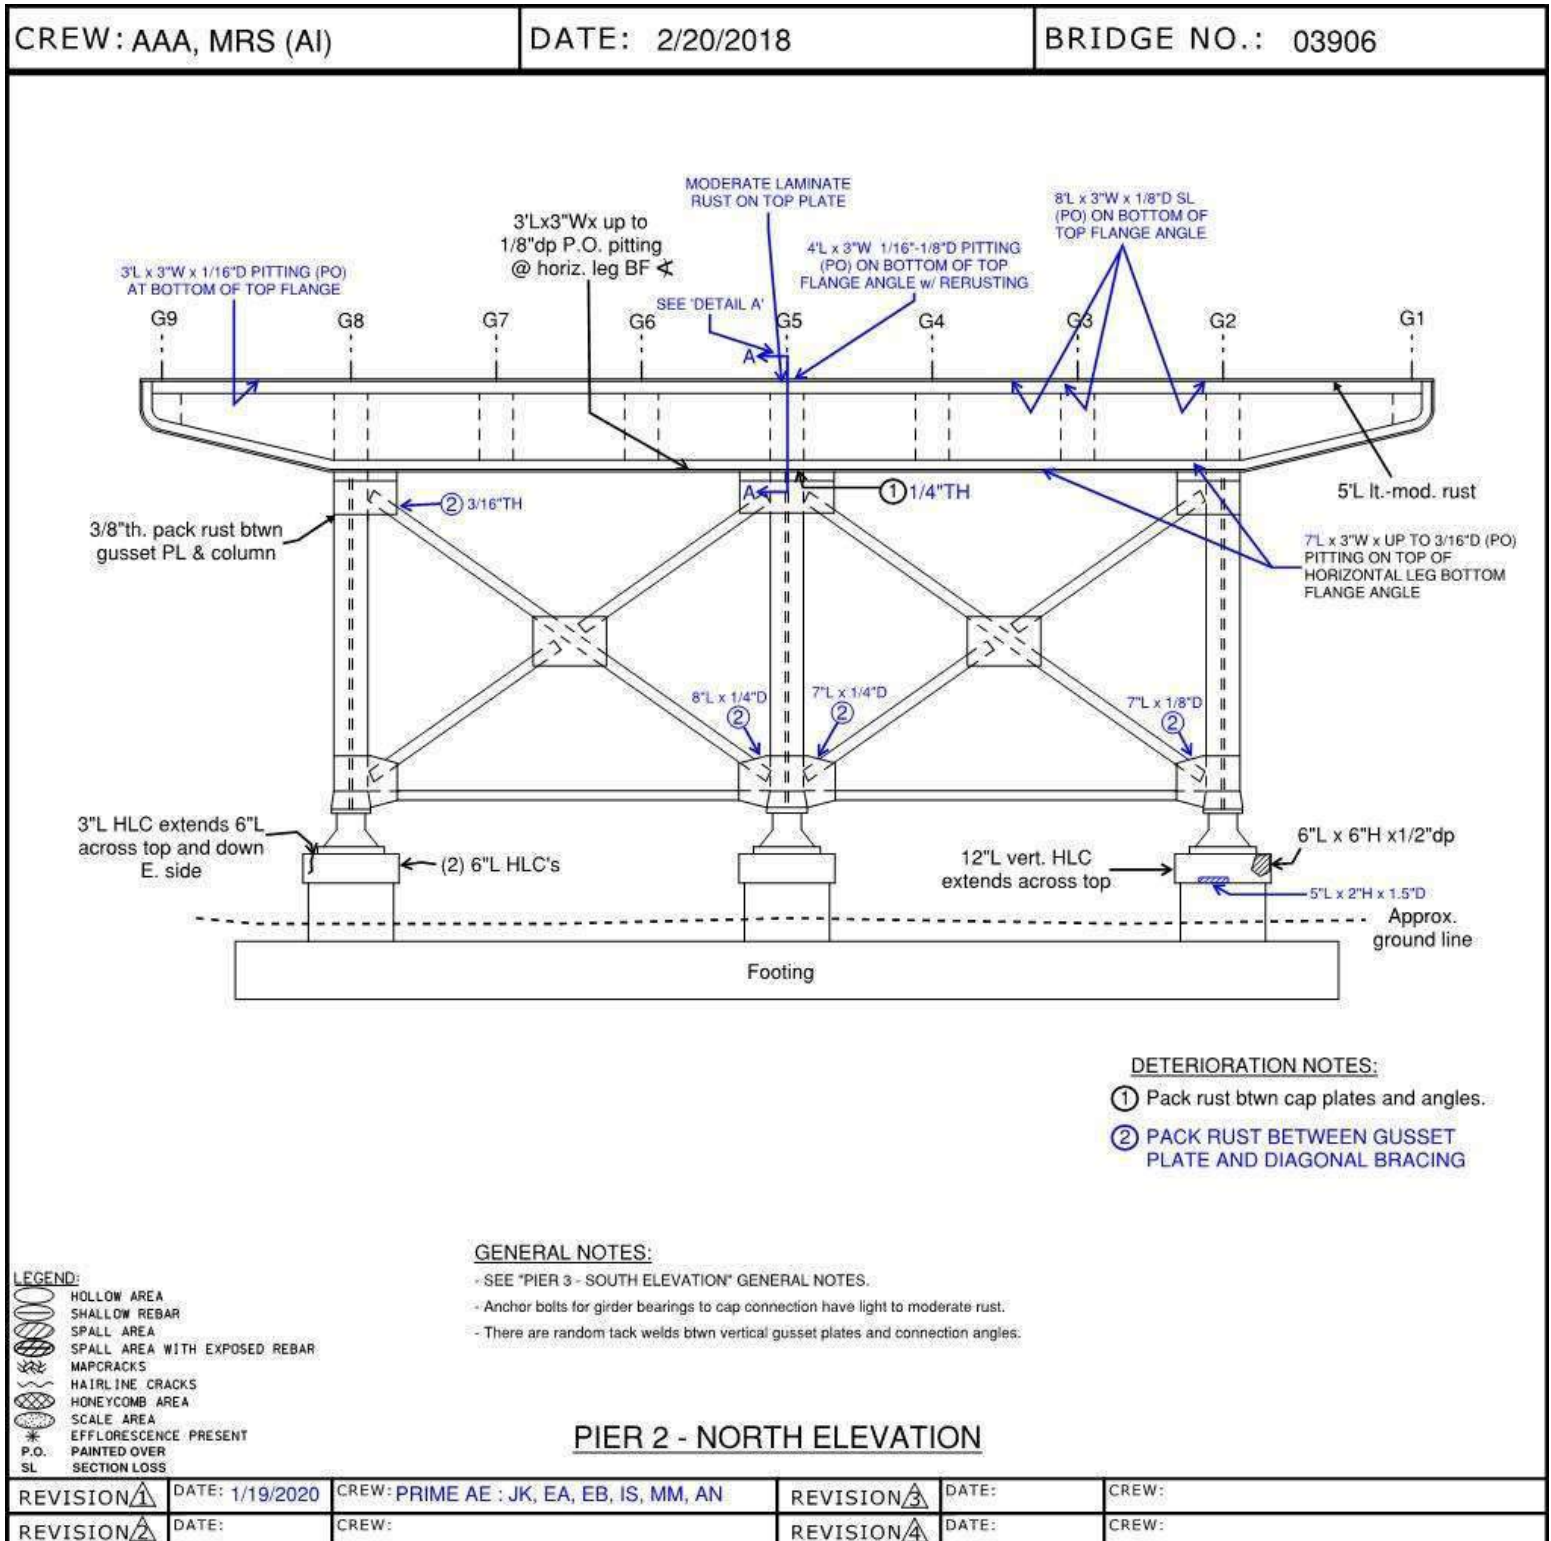 CREW: AAA, MRS (AI)
DATE: 2/20/2018
BRIDGE NO.: 03906
MODERATE LAMINATE
RUST ON TOP PLATE
8'L x 3"W x 1/8"D SL
(PO) ON BOTTOM OF
TOP FLANGE ANGLE
3'Lx3"Wx up to
1/8"dp P.O. pitting
@ horiz. leg BF ∢
4'L x 3"W 1/16"-1/8"D PITTING
(PO) ON BOTTOM OF TOP
FLANGE ANGLE w/ RERUSTING
3'L x 3"W x 1/16"D PITTING (PO)
AT BOTTOM OF TOP FLANGE
SEE 'DETAIL A'
G9 G8 G7 G6 G5 G4 G3 G2 G1
A
A
① 1/4"TH
② 3/16"TH
5'L lt.-mod. rust
3/8"th. pack rust btwn
gusset PL & column
7'L x 3"W x UP TO 3/16"D (PO)
PITTING ON TOP OF
HORIZONTAL LEG BOTTOM
FLANGE ANGLE
8"L x 1/4"D
②
7"L x 1/4"D
②
7"L x 1/8"D
②
3"L HLC extends 6"L
across top and down
E. side
(2) 6"L HLC's
12"L vert. HLC
extends across top
6"L x 6"H x1/2"dp
5"L x 2"H x 1.5"D
Approx.
ground line
Footing
DETERIORATION NOTES:
① Pack rust btwn cap plates and angles.
② PACK RUST BETWEEN GUSSET
PLATE AND DIAGONAL BRACING
GENERAL NOTES:
- SEE "PIER 3 - SOUTH ELEVATION" GENERAL NOTES.
- Anchor bolts for girder bearings to cap connection have light to moderate rust.
- There are random tack welds btwn vertical gusset plates and connection angles.
LEGEND:
HOLLOW AREA
SHALLOW REBAR
SPALL AREA
SPALL AREA WITH EXPOSED REBAR
MAPCRACKS
HAIRLINE CRACKS
HONEYCOMB AREA
SCALE AREA
EFFLORESCENCE PRESENT
P.O. PAINTED OVER
SL SECTION LOSS
PIER 2 - NORTH ELEVATION
REVISION 1 DATE: 1/19/2020 CREW: PRIME AE : JK, EA, EB, IS, MM, AN
REVISION 3 DATE: CREW:
REVISION 2 DATE: CREW:
REVISION 4 DATE: CREW: